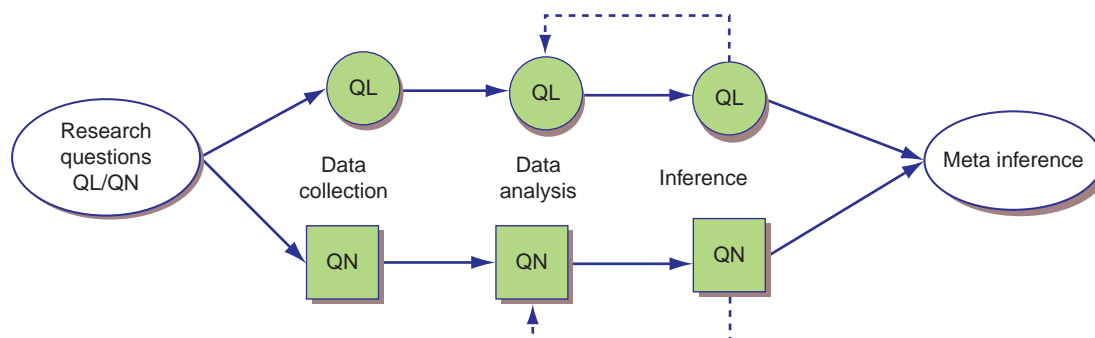 QL
QL
QL
Research
questions
QL/QN
Data
collection
Data
analysis
Inference
Meta inference
QN
QN
QN